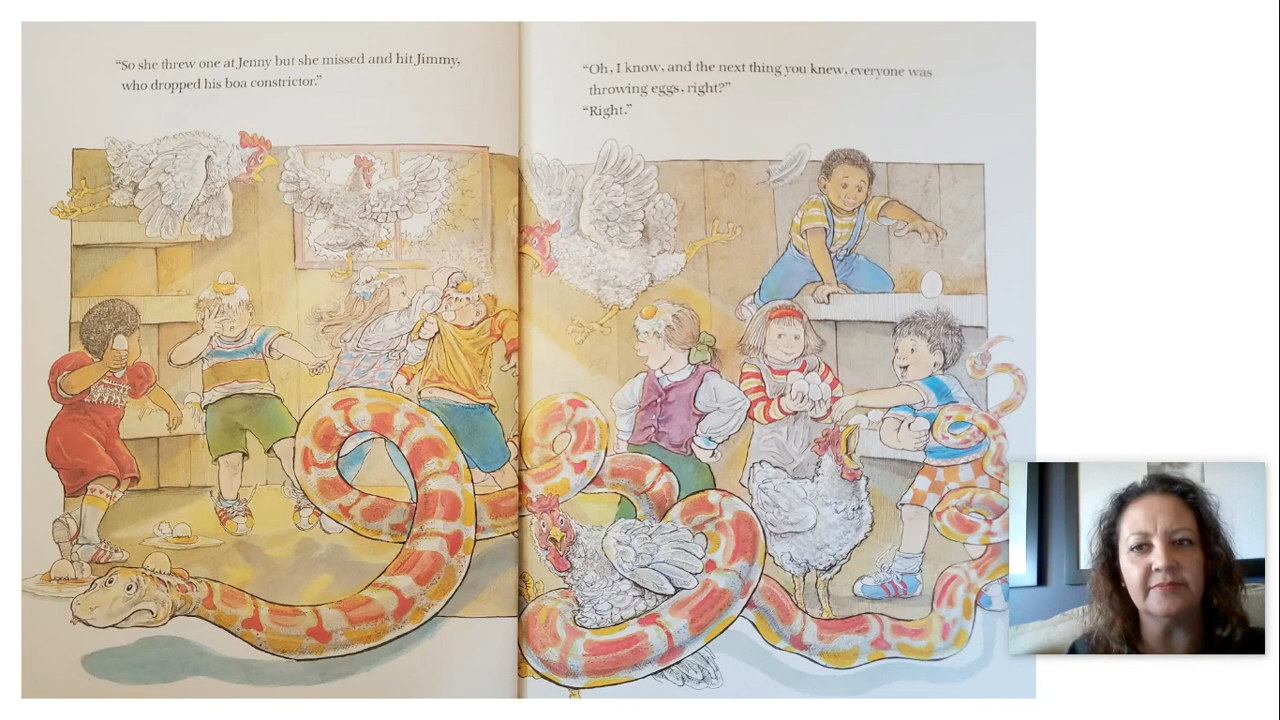 “So she threw one at Jenny but she missed and hit Jimmy,
who dropped his boa constrictor.”
“Oh, I know, and the next thing you knew, everyone was
throwing eggs, right?”
“Right.”